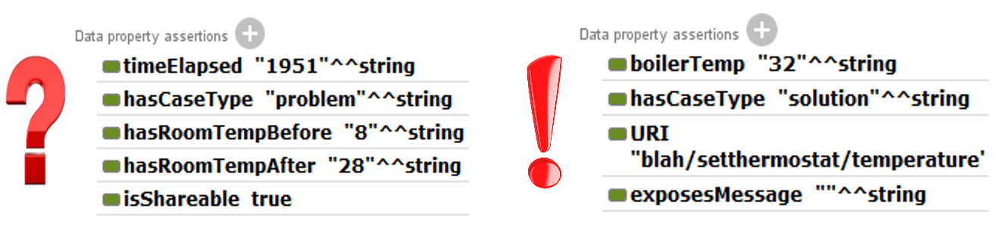 Data property assertions
timeElapsed "1951"^^string
hasCaseType "problem"^^string
hasRoomTempBefore "8"^^string
hasRoomTempAfter "28"^^string
isShareable true
Data property assertions
boilerTemp "32"^^string
hasCaseType "solution"^^string
URI
"blah/setthermostat/temperature'
exposesMessage ""^^string